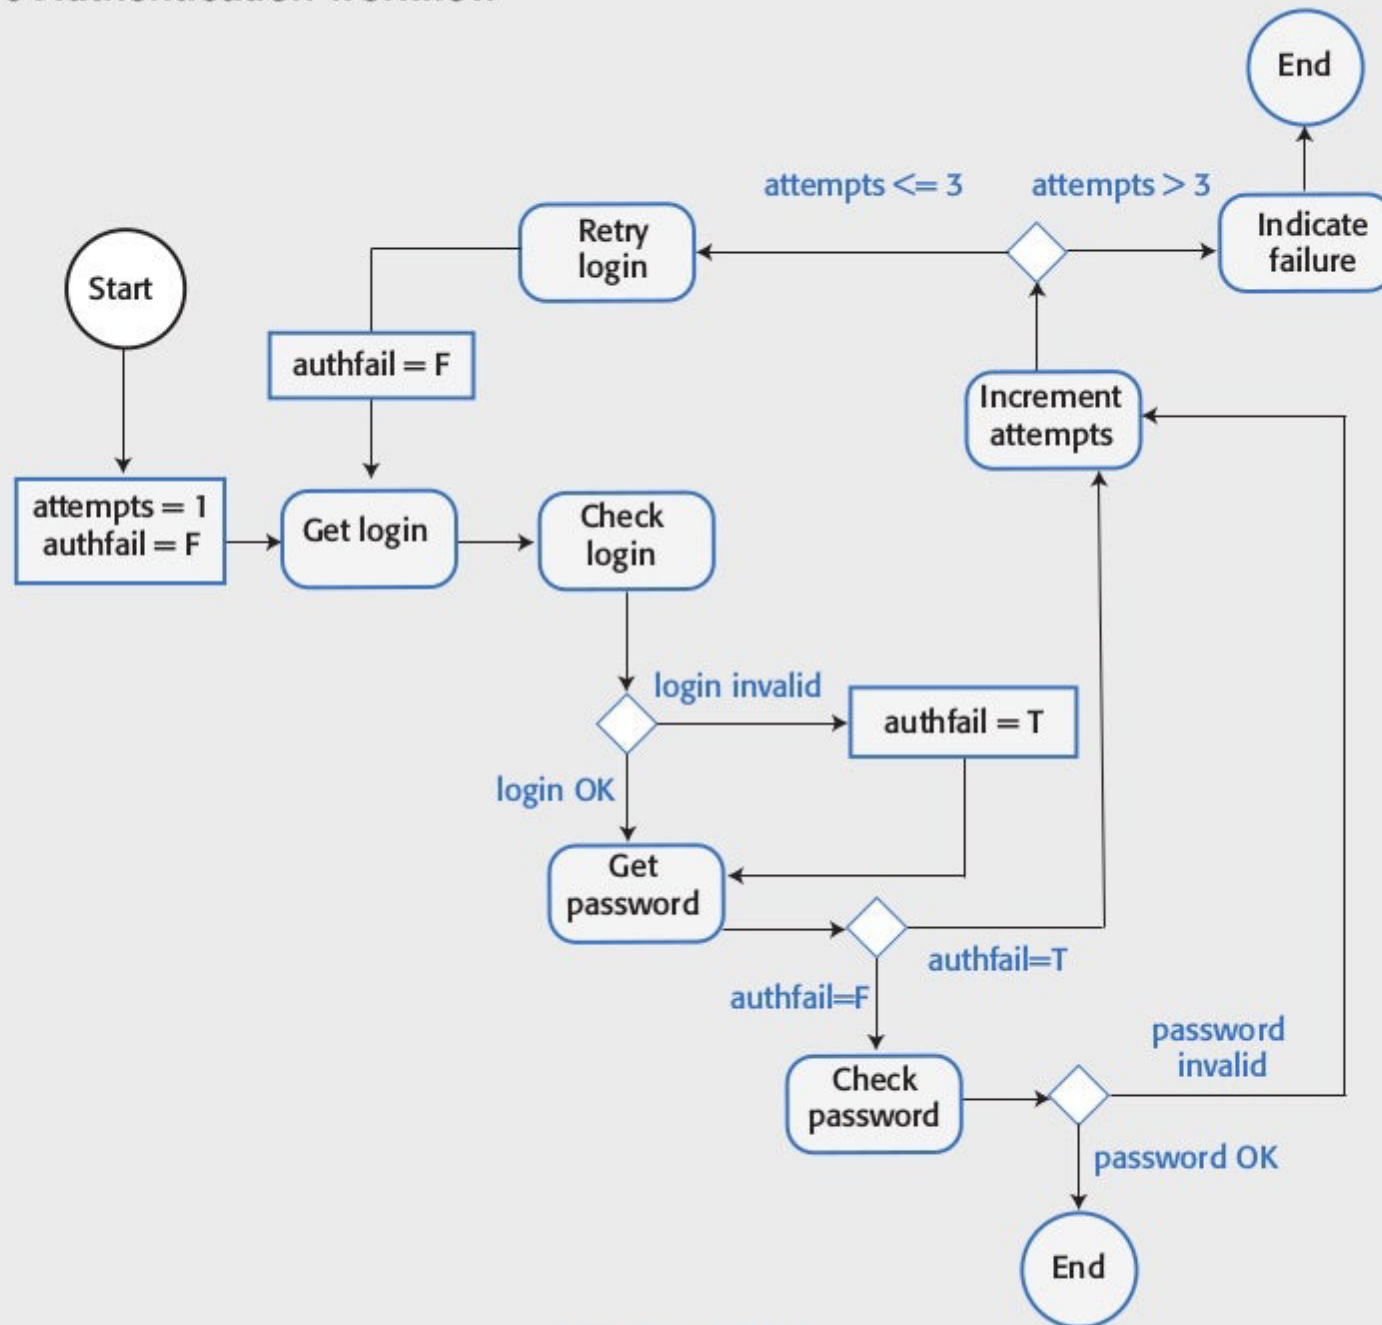 End
attempts <= 3
attempts > 3
Retry
login
Indicate
failure
Start
authfail = F
Increment
attempts
attempts = 1
authfail = F
Get login
Check
login
login invalid
authfail = T
login OK
Get
password
authfail=T
authfail=F
password
invalid
Check
password
password OK
End